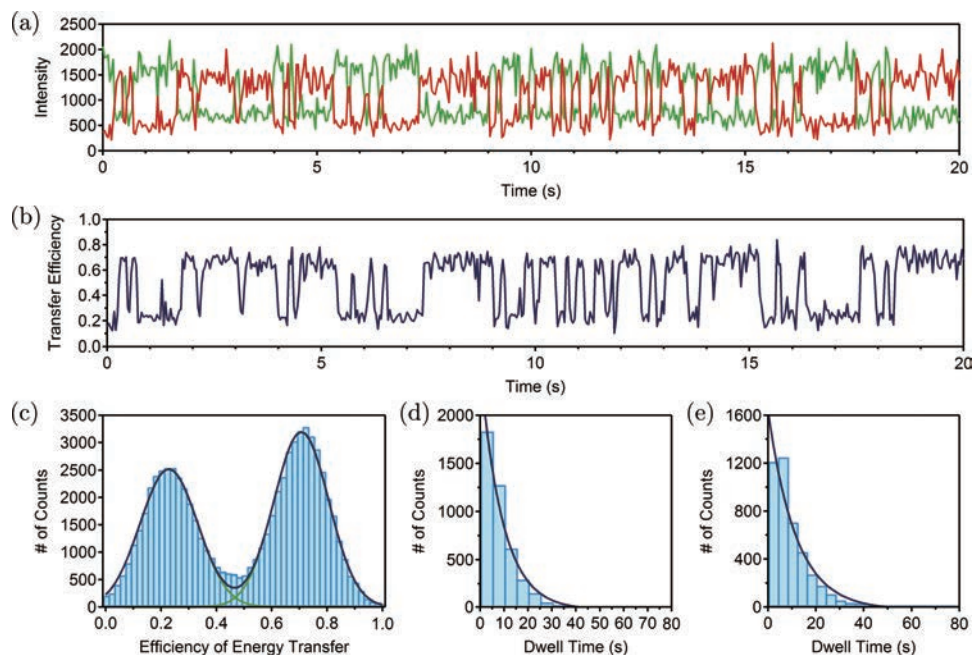 (a)
Intensity
2500
2000
1500
1000
500
0
0 5 10 15 20
Time (s)
(b)
Transfer Efficiency
1.0
0.8
0.6
0.4
0.2
0.0
0 5 10 15 20
Time (s)
(c)
# of Counts
3500
3000
2500
2000
1500
1000
500
0
0.0 0.2 0.4 0.6 0.8 1.0
Efficiency of Energy Transfer
(d)
# of Counts
2000
1500
1000
500
0
0 10 20 30 40 50 60 70 80
Dwell Time (s)
(e)
# of Counts
1600
1200
800
400
0
0 20 40 60 80
Dwell Time (s)